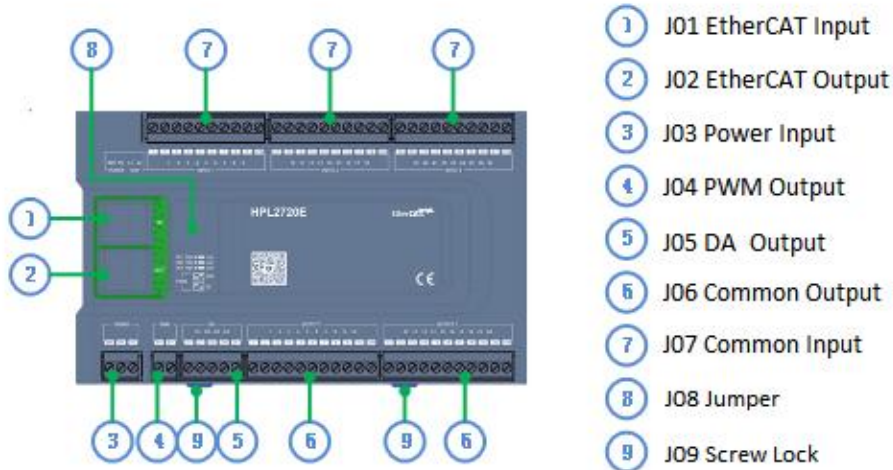 8
7
7
7
1
2
HPL2720E
CE
3
4
9
5
6
9
6
1 J01 EtherCAT Input
2 J02 EtherCAT Output
3 J03 Power Input
4 J04 PWM Output
5 J05 DA Output
6 J06 Common Output
7 J07 Common Input
8 J08 Jumper
9 J09 Screw Lock